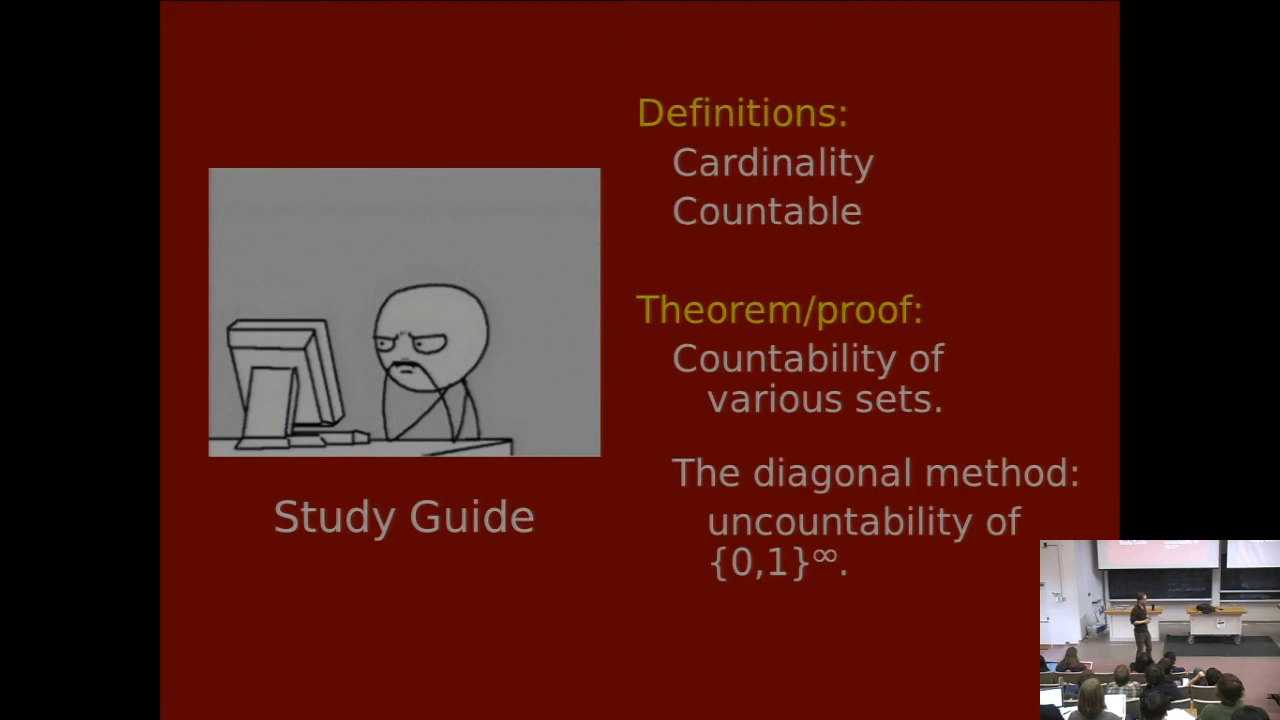 Definitions:
Cardinality
Countable
Theorem/proof:
Countability of
various sets.
The diagonal method:
uncountability of
{0,1}∞.
Study Guide